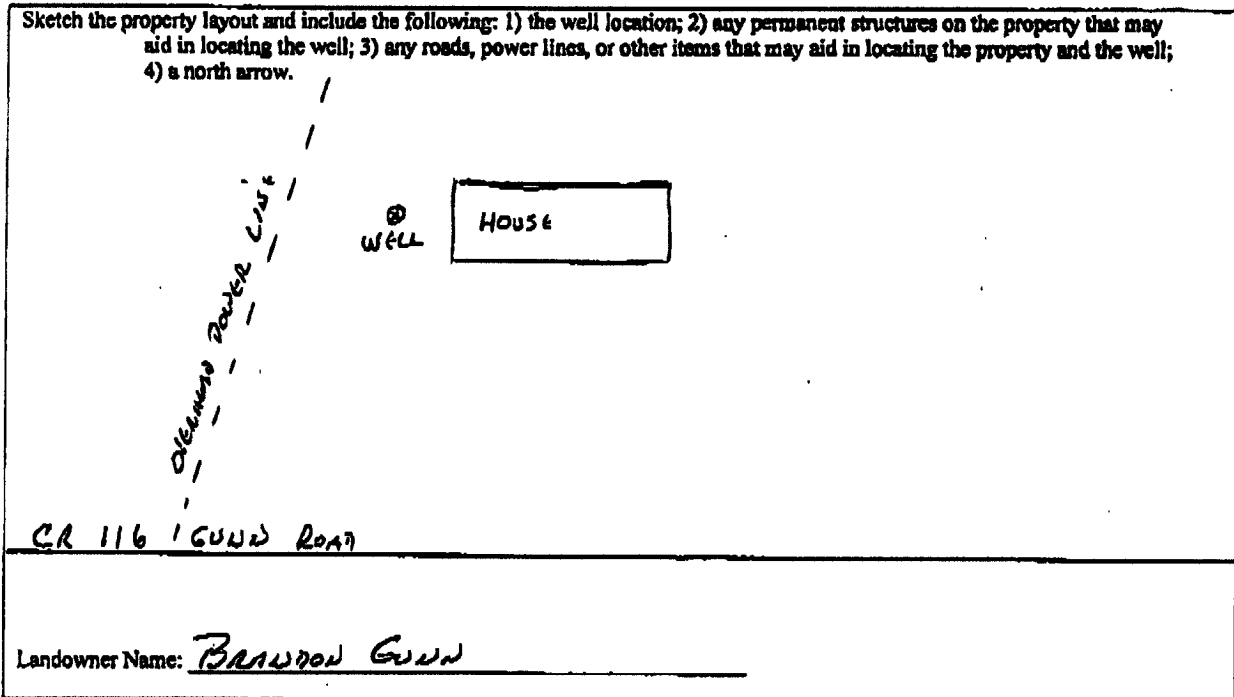 Sketch the property layout and include the following: 1) the well location; 2) any permanent structures on the property that may
aid in locating the well; 3) any roads, power lines, or other items that may aid in locating the property and the well;
4) a north arrow.
OVERHEAD POWER LINE
WELL
HOUSE
CR 116 / GUNN ROAD
Landowner Name: BRANDON GUNN